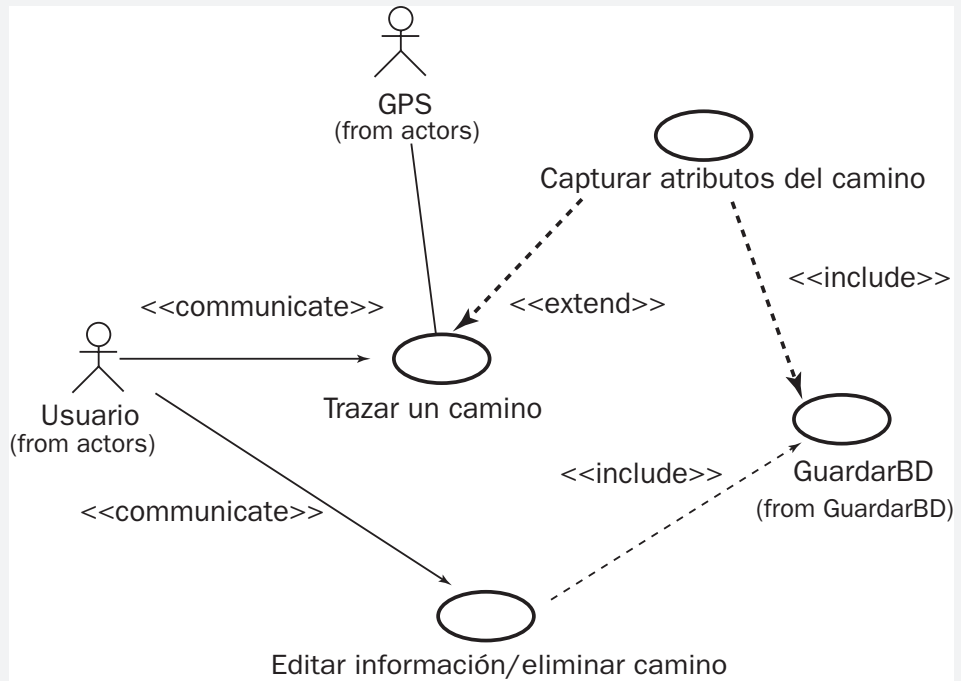 GPS
(from actors)
Capturar atributos del camino
<<include>>
<<communicate>>
<<extend>>
Usuario
(from actors)
Trazar un camino
<<include>>
GuardarBD
(from GuardarBD)
<<communicate>>
Editar información/eliminar camino